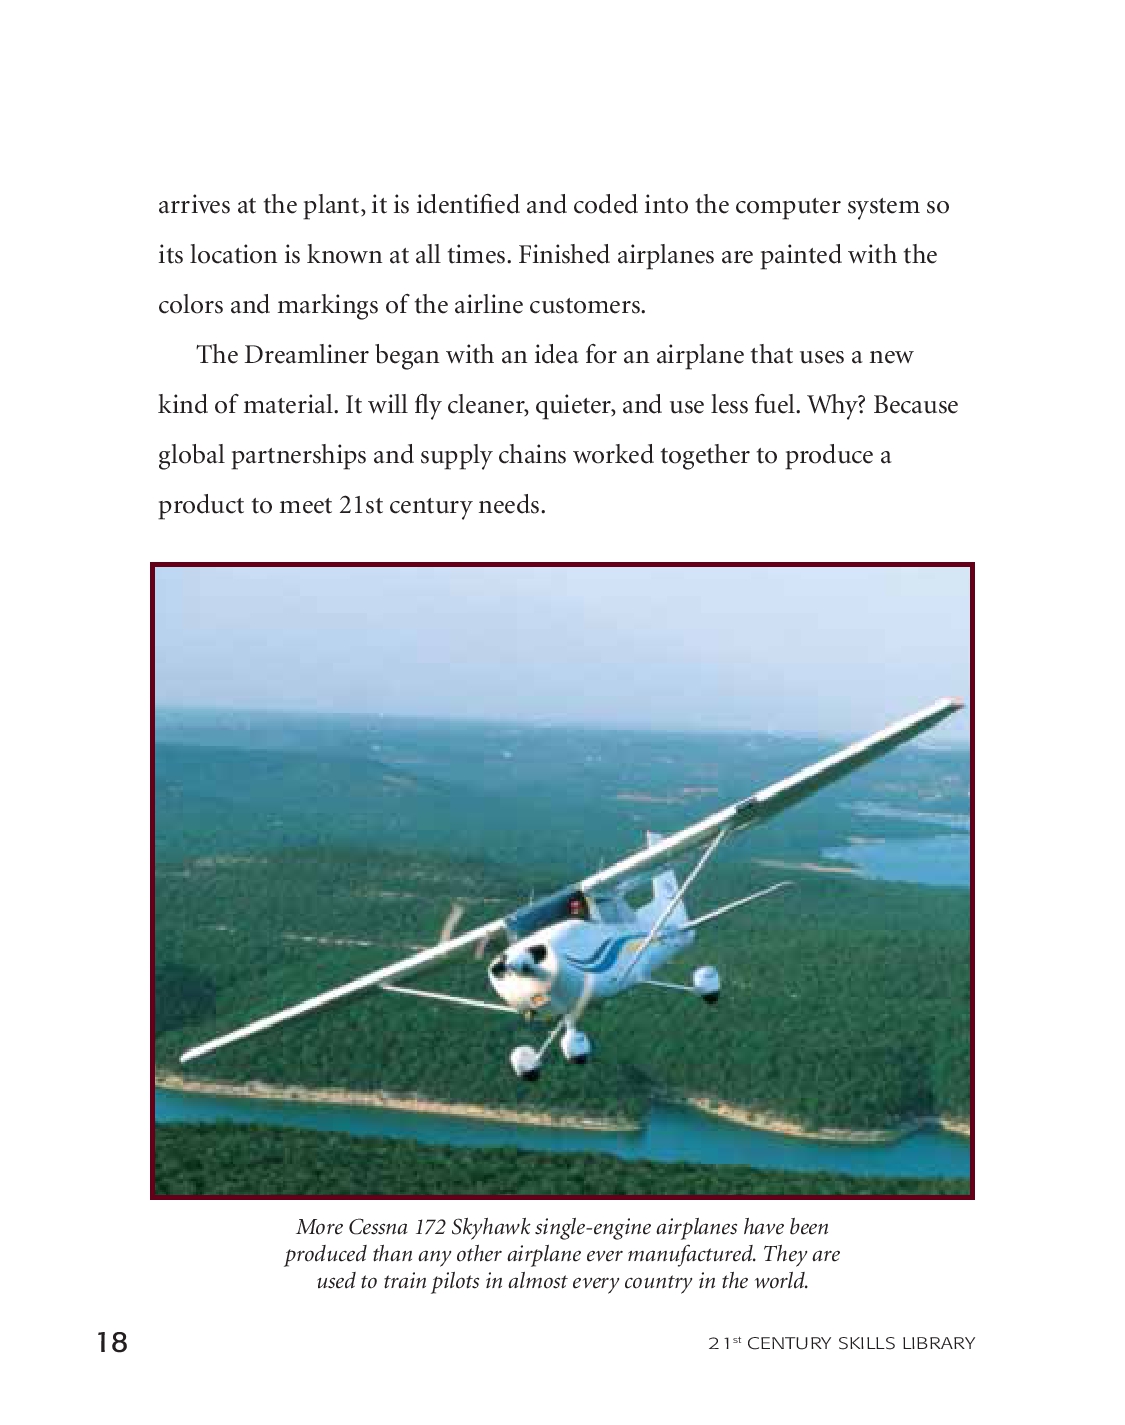 arrives at the plant, it is identified and coded into the computer system so
its location is known at all times. Finished airplanes are painted with the
colors and markings of the airline customers.
The Dreamliner began with an idea for an airplane that uses a new
kind of material. It will fly cleaner, quieter, and use less fuel. Why? Because
global partnerships and supply chains worked together to produce a
product to meet 21st century needs.
More Cessna 172 Skyhawk single-engine airplanes have been
produced than any other airplane ever manufactured. They are
used to train pilots in almost every country in the world.
18
21st CENTURY SKILLS LIBRARY